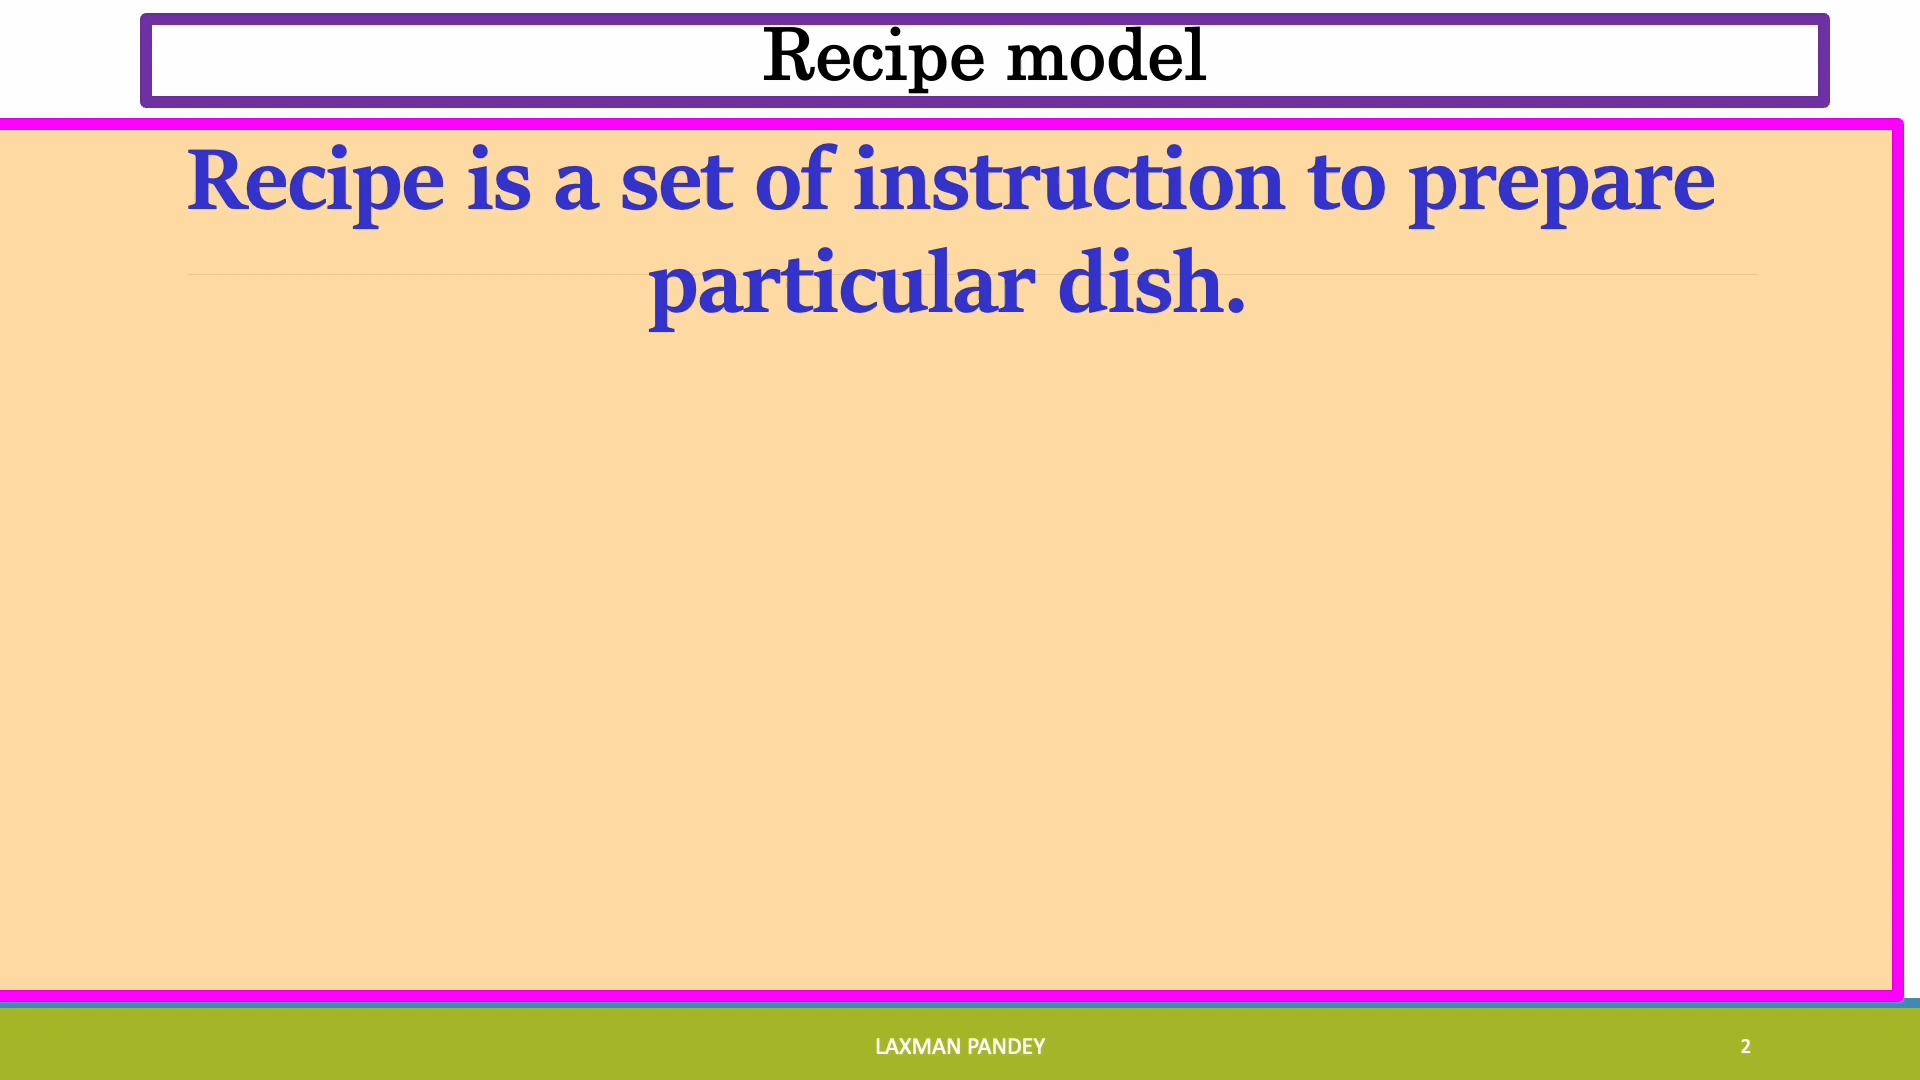 Recipe model
Recipe is a set of instruction to prepare
particular dish.
LAXMAN PANDEY
2